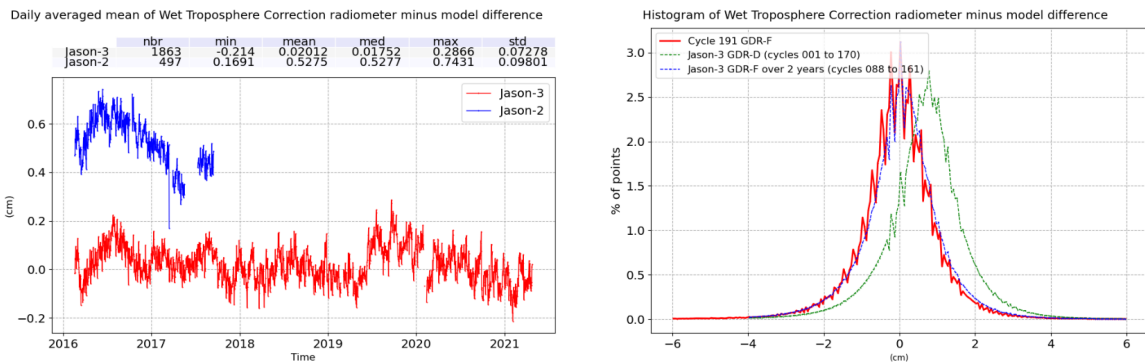 Daily averaged mean of Wet Troposphere Correction radiometer minus model difference
nbr min mean med max std
Jason-3 1863 -0.214 0.02012 0.01752 0.2866 0.07278
Jason-2 497 0.1691 0.5275 0.5277 0.7431 0.09801
Jason-3
Jason-2
0.6
0.4
0.2
0.0
−0.2
(cm)
2016 2017 2018 2019 2020 2021
Time
Histogram of Wet Troposphere Correction radiometer minus model difference
Cycle 191 GDR-F
Jason-3 GDR-D (cycles 001 to 170)
Jason-3 GDR-F over 2 years (cycles 088 to 161)
3.0
2.5
2.0
1.5
1.0
0.5
0.0
% of points
−6 −4 −2 0 2 4 6
(cm)